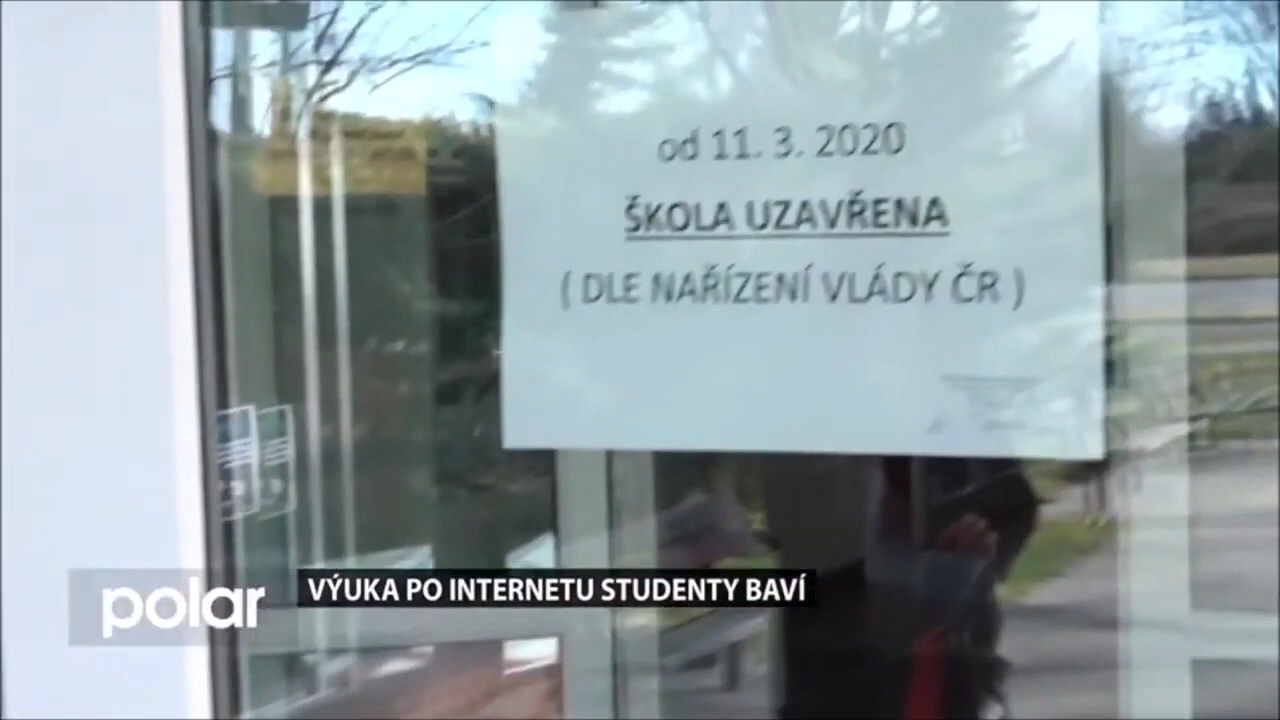 od 11. 3. 2020
ŠKOLA UZAVŘENA
( DLE NAŘÍZENÍ VLÁDY ČR )
polar
VÝUKA PO INTERNETU STUDENTY BAVÍ